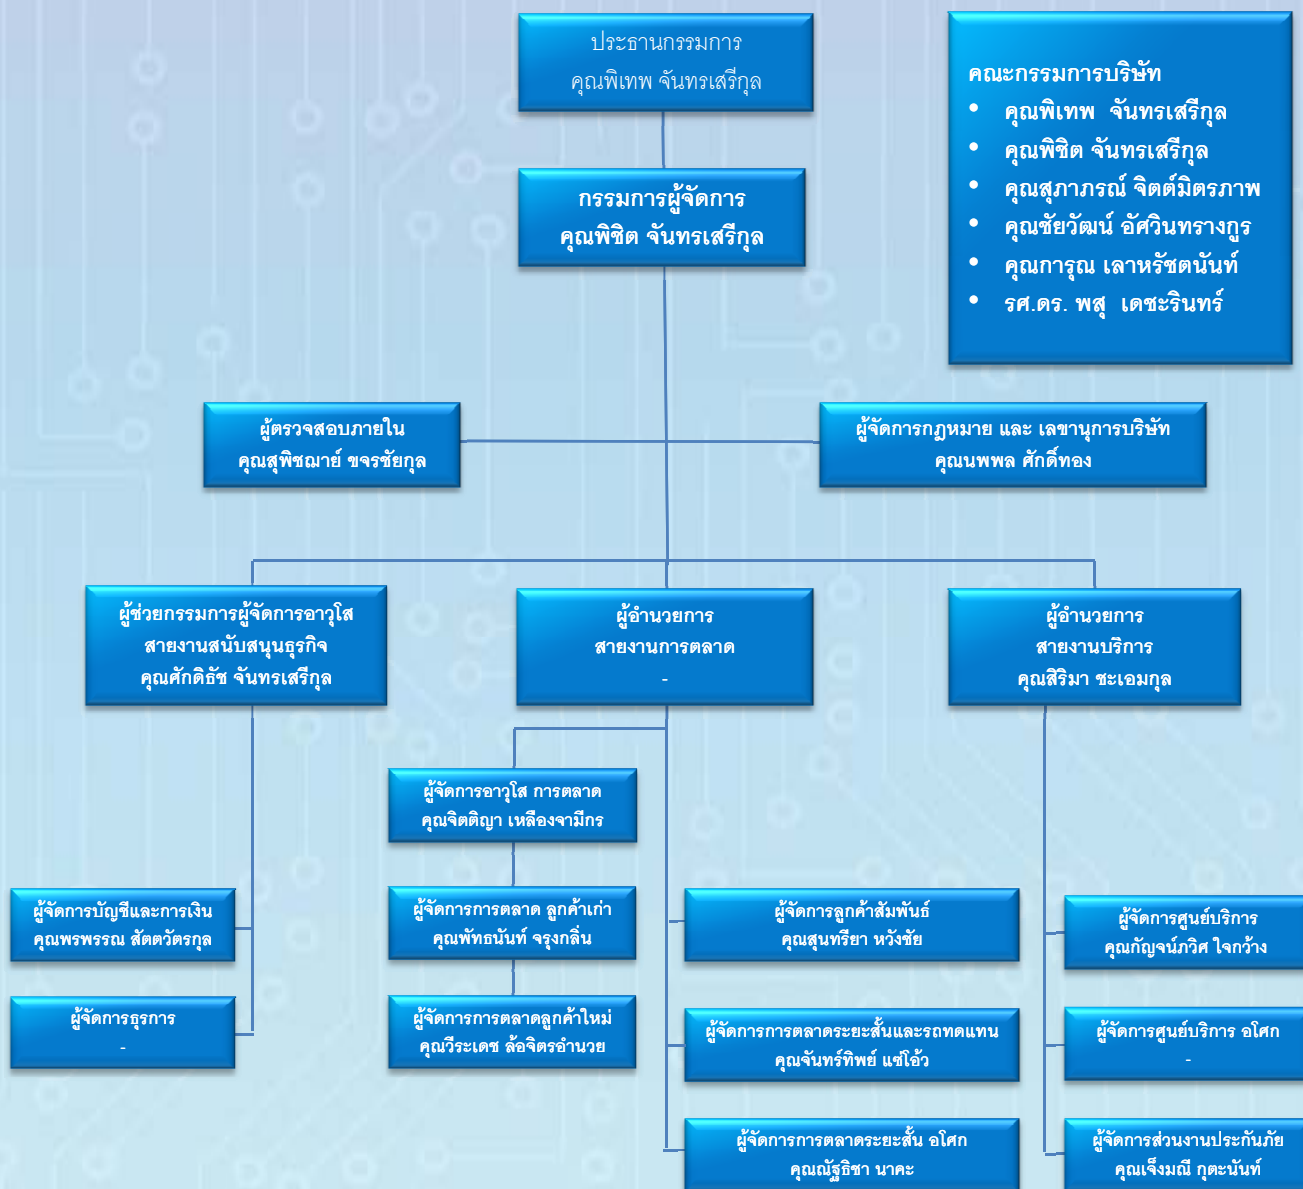 ประธานกรรมการ
คุณพิเทพ จันทรเสรีกุล
คณะกรรมการบริษัท
• คุณพิเทพ จันทรเสรีกุล
• คุณพิชิต จันทรเสรีกุล
• คุณสุภาภรณ์ จิตต์มิตรภาพ
• คุณชัยวัฒน์ อัศวินทรางกูร
• คุณการุณ เลาหรัชตนันท์
• รศ.ดร. พสุ เดชะรินทร์
กรรมการผู้จัดการ
คุณพิชิต จันทรเสรีกุล
ผู้ตรวจสอบภายใน
คุณสุพิชฌาย์ ขจรชัยกุล
ผู้จัดการกฎหมาย และ เลขานุการบริษัท
คุณนพพล ศักดิ์ทอง
ผู้ช่วยกรรมการผู้จัดการอาวุโส
สายงานสนับสนุนธุรกิจ
คุณศักดิธัช จันทรเสรีกุล
ผู้อำนวยการ
สายงานการตลาด
-
ผู้อำนวยการ
สายงานบริการ
คุณสิริมา ชะเอมกุล
ผู้จัดการอาวุโส การตลาด
คุณจิตติญา เหลืองจามีกร
ผู้จัดการบัญชีและการเงิน
คุณพรพรรณ สัตตวัตรกุล
ผู้จัดการการตลาด ลูกค้าเก่า
คุณพัทธนันท์ จรุงกลิ่น
ผู้จัดการลูกค้าสัมพันธ์
คุณสุนทรียา หวังชัย
ผู้จัดการศูนย์บริการ
คุณกัญจน์ภวิศ ใจกว้าง
ผู้จัดการธุรการ
-
ผู้จัดการการตลาดลูกค้าใหม่
คุณวีระเดช ล้อจิตรอำนวย
ผู้จัดการการตลาดระยะสั้นและรถทดแทน
คุณจันทร์ทิพย์ แซ่โอ้ว
ผู้จัดการศูนย์บริการ อโศก
-
ผู้จัดการการตลาดระยะสั้น อโศก
คุณณัฐธิชา นาคะ
ผู้จัดการส่วนงานประกันภัย
คุณเจ็งมณี กุตะนันท์